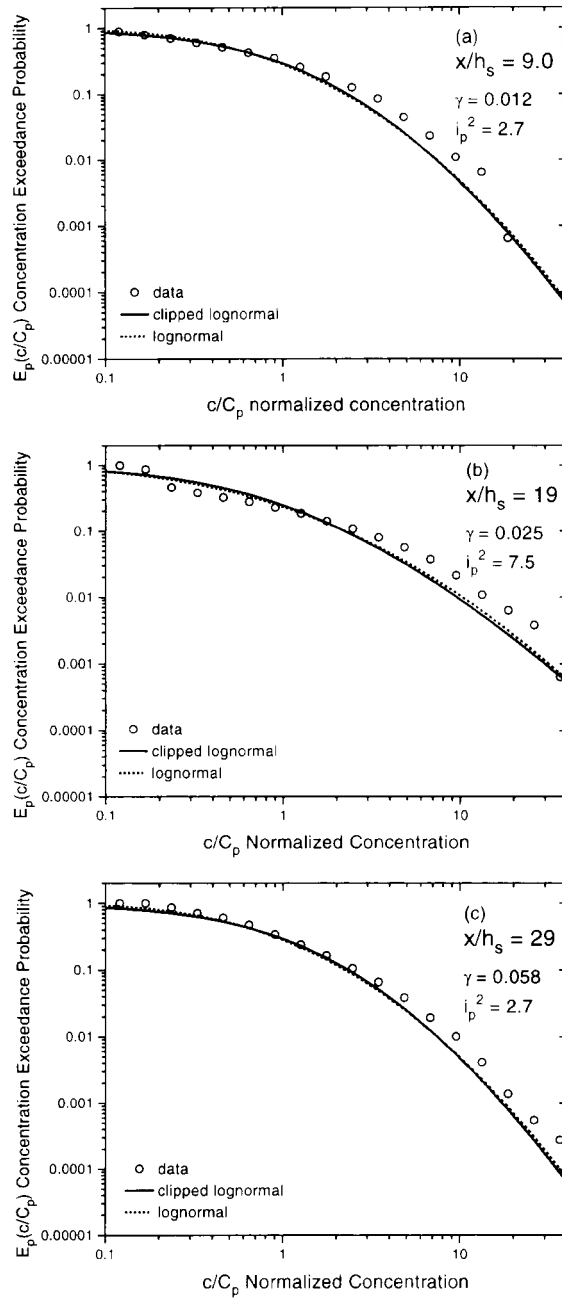 E_p(c/C_p) Concentration Exceedance Probability
1
0.1
0.01
0.001
0.0001
0.00001
(a)
x/h_s = 9.0
γ = 0.012
i_p^2 = 2.7
data
clipped lognormal
lognormal
0.1 1 10
c/C_p normalized concentration
E_p(c/C_p) Concentration Exceedance Probability
1
0.1
0.01
0.001
0.0001
0.00001
(b)
x/h_s = 19
γ = 0.025
i_p^2 = 7.5
data
clipped lognormal
lognormal
0.1 1 10
c/C_p Normalized Concentration
E_p(c/C_p) Concentration Exceedance Probability
1
0.1
0.01
0.001
0.0001
0.00001
(c)
x/h_s = 29
γ = 0.058
i_p^2 = 2.7
data
clipped lognormal
lognormal
0.1 1 10
c/C_p Normalized Concentration